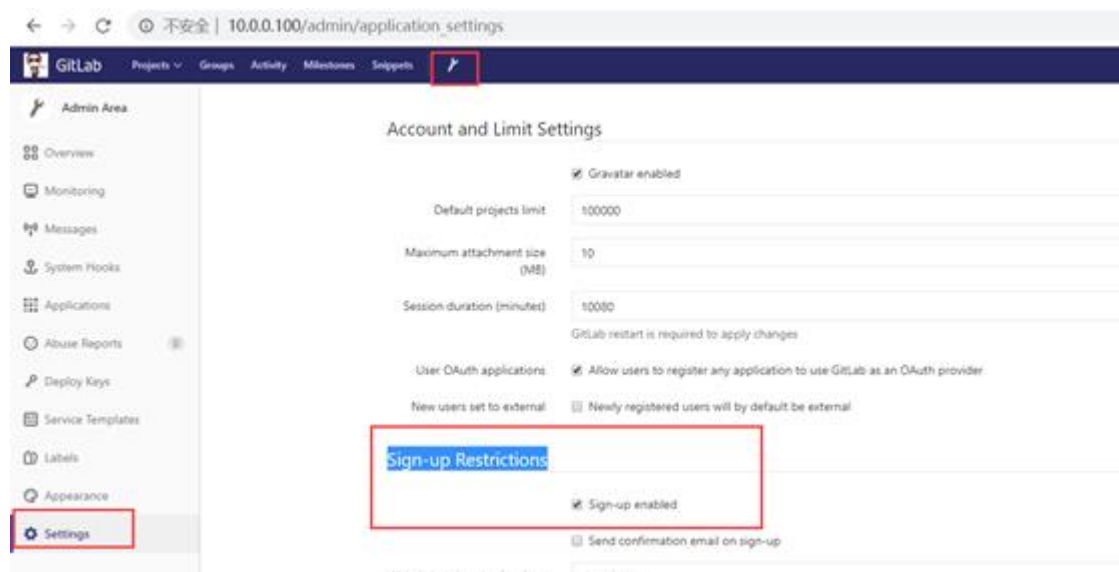 不安全 | 10.0.0.100/admin/application_settings
GitLab Projects Groups Activity Milestones Snippets
Admin Area
Overview
Monitoring
Messages
System Hooks
Applications
Abuse Reports 0
Deploy Keys
Service Templates
Labels
Appearance
Settings
Account and Limit Settings
Gravatar enabled
Default projects limit 100000
Maximum attachment size 10
(MB)
Session duration (minutes) 10080
GitLab restart is required to apply changes
User OAuth applications Allow users to register any application to use GitLab as an OAuth provider
New users set to external Newly registered users will by default be external
Sign-up Restrictions
Sign-up enabled
Send confirmation email on sign-up